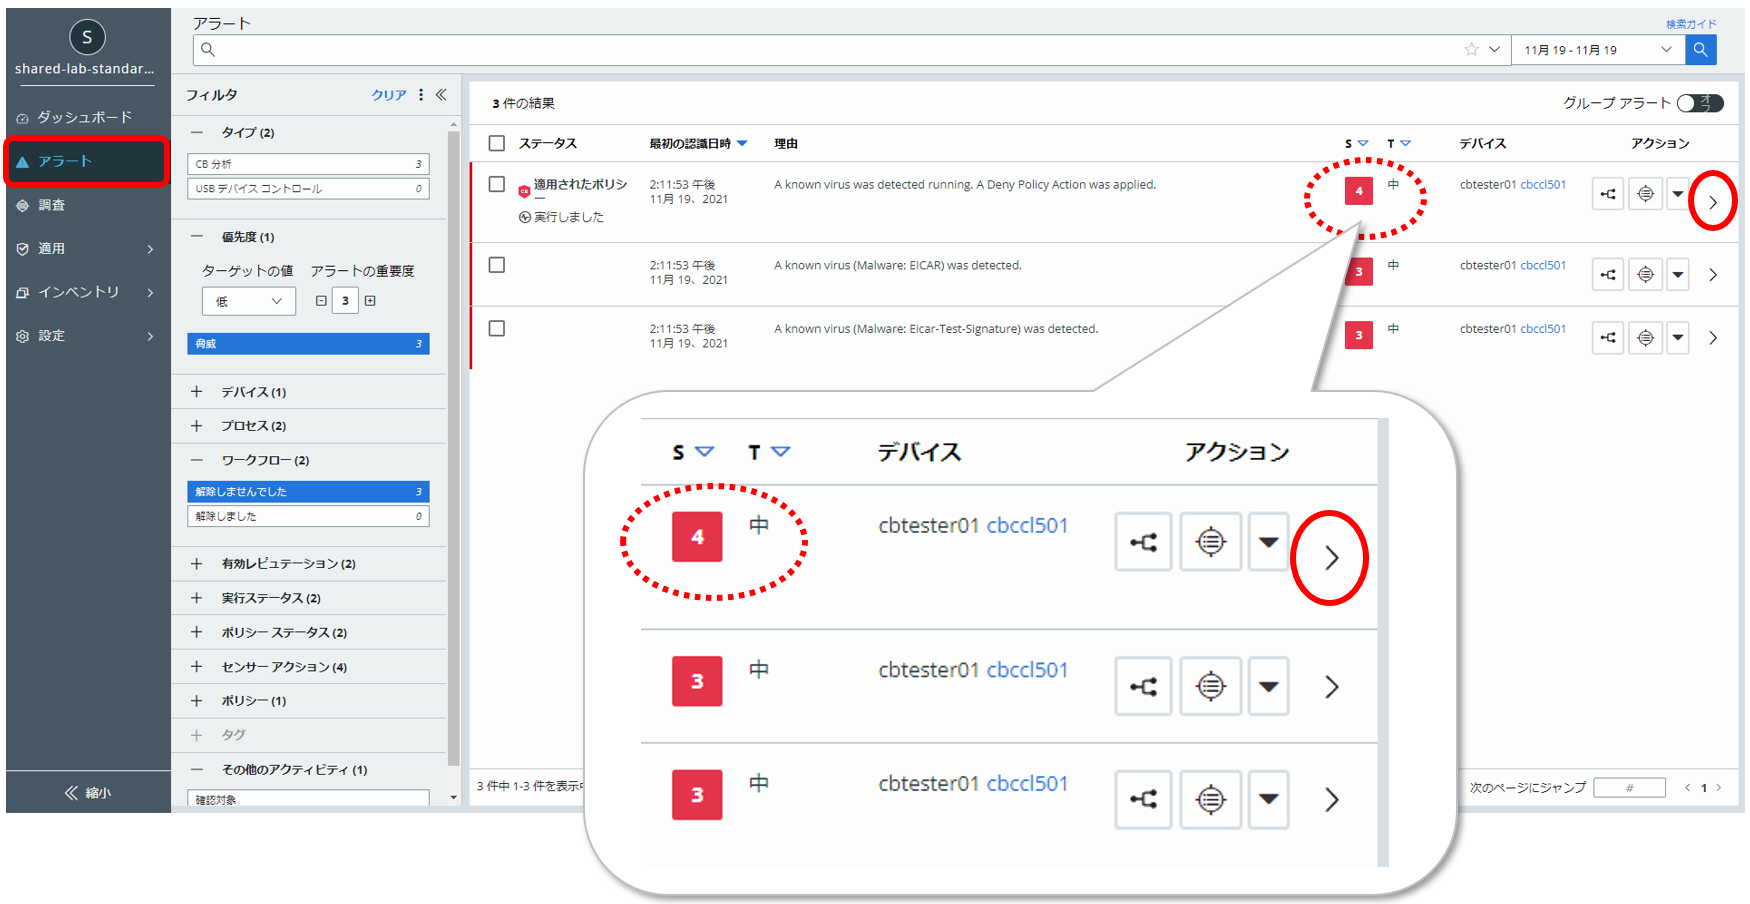 S
shared-lab-standar...
ダッシュボード
アラート
調査
適用
インベントリ
設定
縮小
アラート
検索ガイド
11月 19 - 11月 19
フィルタ
クリア
タイプ (2)
CB 分析 3
USB デバイス コントロール 0
優先度 (1)
ターゲットの値 アラートの重要度
低 3
脅威 3
デバイス (1)
プロセス (2)
ワークフロー (2)
解除しませんでした 3
解除しました 0
有効レピュテーション (2)
実行ステータス (2)
ポリシー ステータス (2)
センサー アクション (4)
ポリシー (1)
タグ
その他のアクティビティ (1)
確認対象
3 件の結果
グループ アラート オフ
ステータス 最初の認識日時 理由 S T デバイス アクション
適用されたポリシー
実行しました
2:11:53 午後
11月 19、2021
A known virus was detected running. A Deny Policy Action was applied.
4 中 cbtester01 cbccl501
2:11:53 午後
11月 19、2021
A known virus (Malware: EICAR) was detected.
3 中 cbtester01 cbccl501
2:11:53 午後
11月 19、2021
A known virus (Malware: Eicar-Test-Signature) was detected.
3 中 cbtester01 cbccl501
S T デバイス アクション
4 中 cbtester01 cbccl501
3 中 cbtester01 cbccl501
3 中 cbtester01 cbccl501
3 件中 1-3 件を表示
次のページにジャンプ # 1